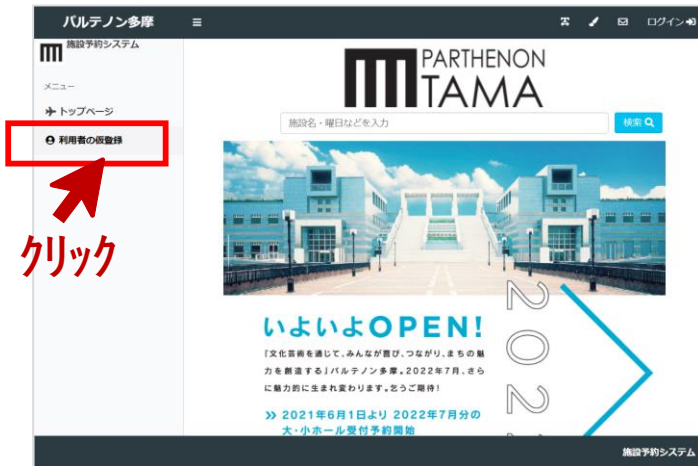 パルテノン多摩
ログイン
施設予約システム
メニュー
トップページ
利用者の仮登録
クリック
PARTHENON
TAMA
施設名・曜日などを入力
検索
いよいよOPEN!
「文化芸術を通じて、みんなが喜び、つながり、まちの魅
力を創造する」パルテノン多摩。2022年7月、さら
に魅力的に生まれ変わります。乞うご期待!
2021年6月1日より 2022年7月分の
大・小ホール受付予約開始
施設予約システム